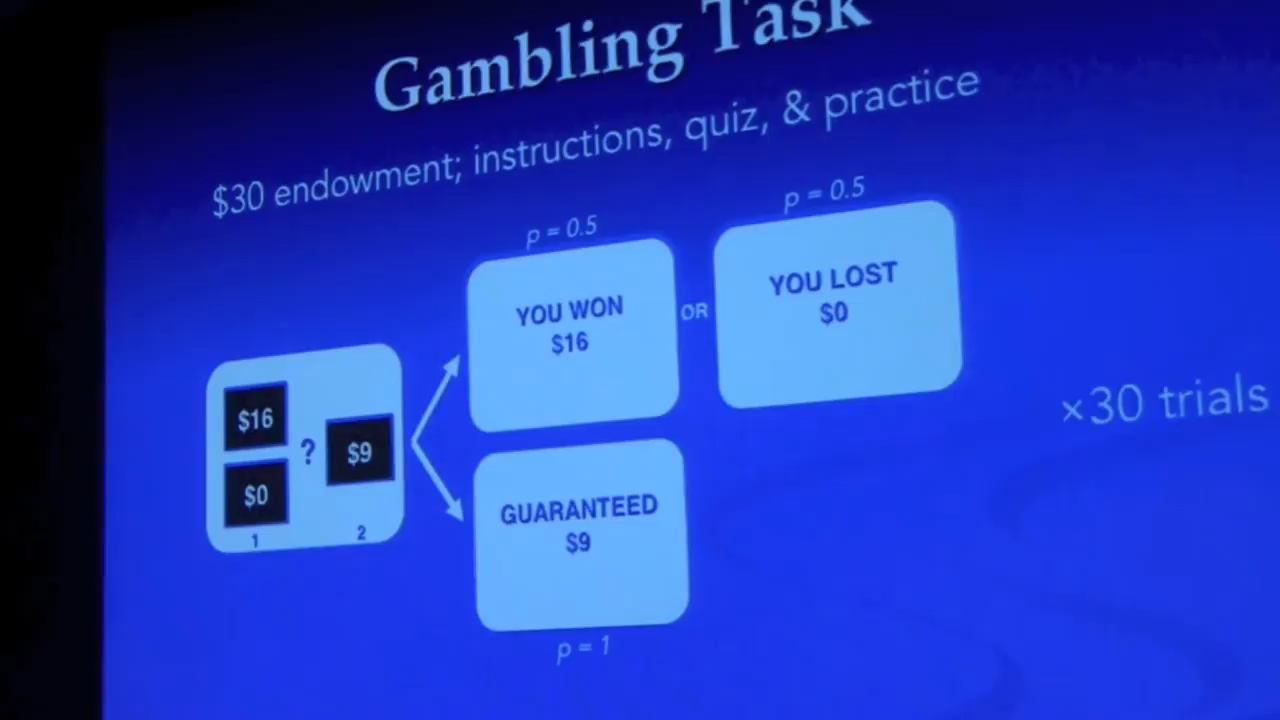 Gambling Task
$30 endowment; instructions, quiz, & practice
p = 0.5
p = 0.5
YOU WON
$16
OR
YOU LOST
$0
$16
$0
?
$9
1
2
×30 trials
GUARANTEED
$9
p = 1